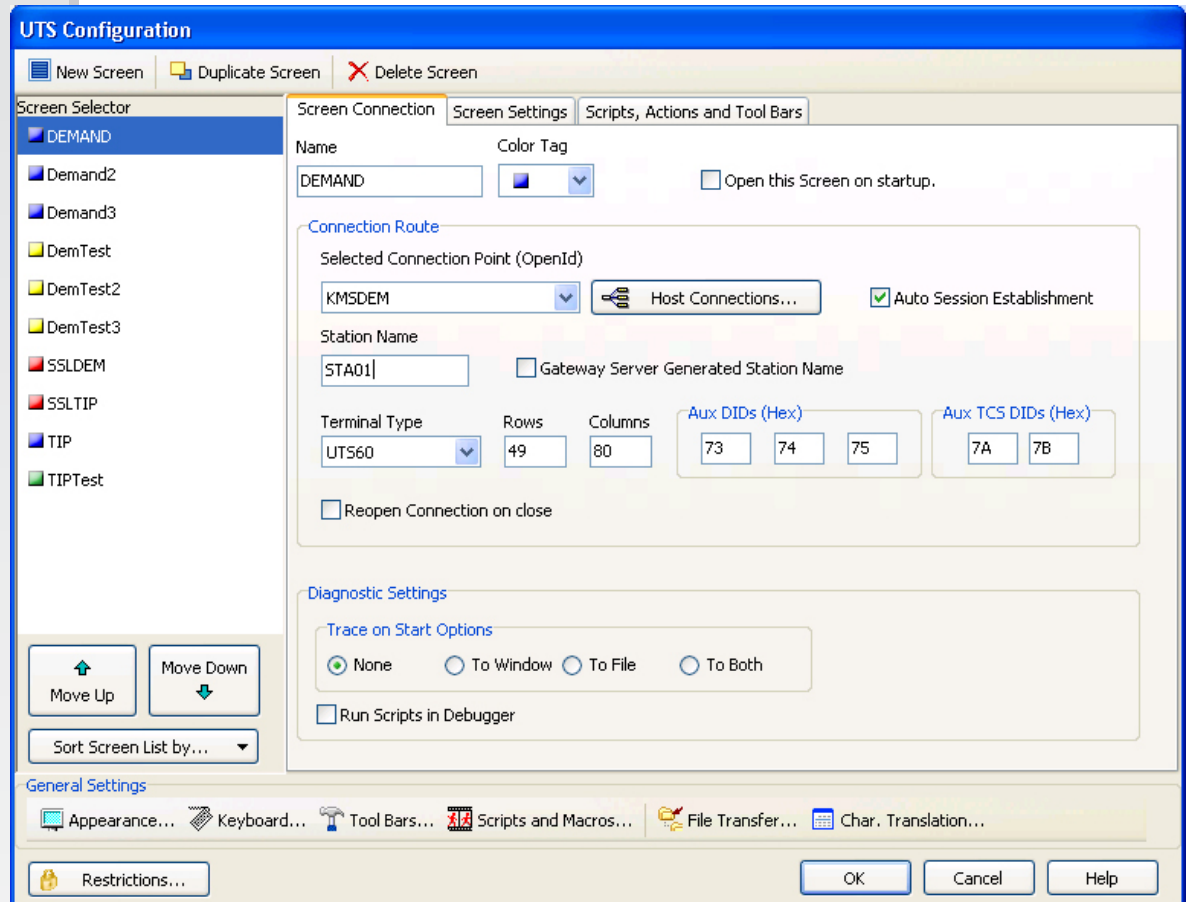 UTS Configuration
New Screen Duplicate Screen Delete Screen
Screen Selector
DEMAND
Demand2
Demand3
DemTest
DemTest2
DemTest3
SSLDEM
SSLTIP
TIP
TIPTest
Move Up
Move Down
Sort Screen List by...
Screen Connection Screen Settings Scripts, Actions and Tool Bars
Name Color Tag
DEMAND Open this Screen on startup.
Connection Route
Selected Connection Point (OpenId)
KMSDEM Host Connections... Auto Session Establishment
Station Name
STA01 Gateway Server Generated Station Name
Terminal Type Rows Columns Aux DIDs (Hex) Aux TCS DIDs (Hex)
UTS60 49 80 73 74 75 7A 7B
Reopen Connection on close
Diagnostic Settings
Trace on Start Options
None To Window To File To Both
Run Scripts in Debugger
General Settings
Appearance... Keyboard... Tool Bars... Scripts and Macros... File Transfer... Char. Translation...
Restrictions... OK Cancel Help